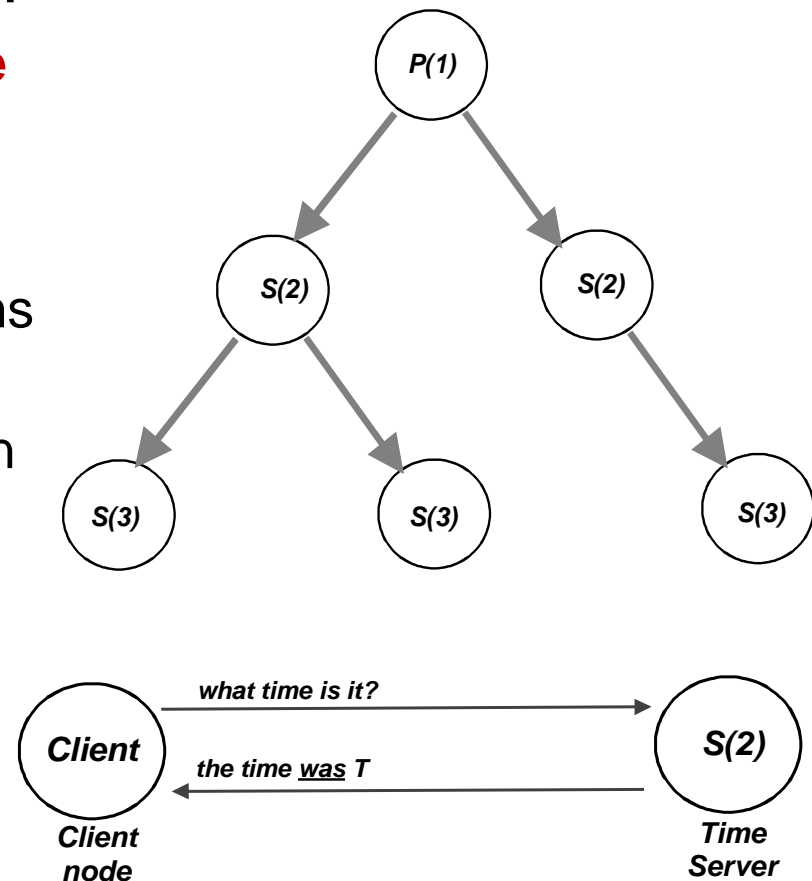 P(1)
e
S(2)
S(2)
ns
n
S(3)
S(3)
S(3)
what time is it?
Client
S(2)
the time was T
Client
node
Time
Server